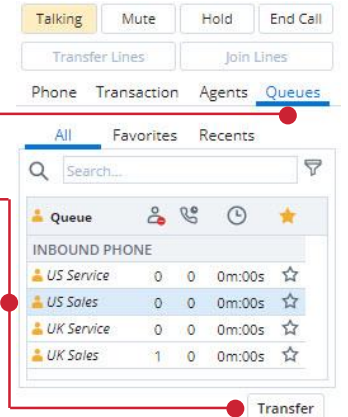 Talking Mute Hold End Call
Transfer Lines Join Lines
Phone Transaction Agents Queues
All Favorites Recents
Search...
Queue
INBOUND PHONE
US Service 0 0 0m:00s
US Sales 0 0 0m:00s
UK Service 0 0 0m:00s
UK Sales 1 0 0m:00s
Transfer